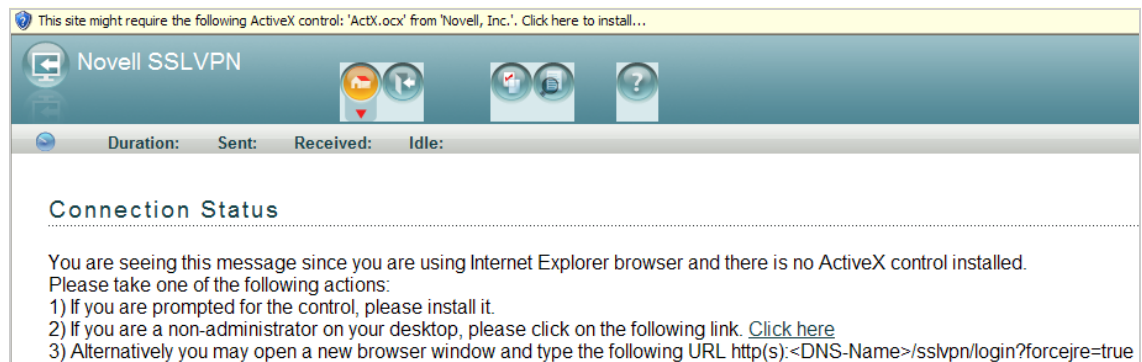 This site might require the following ActiveX control: 'ActX.ocx' from 'Novell, Inc.'. Click here to install...
Novell SSLVPN
?
Duration: Sent: Received: Idle:
Connection Status
You are seeing this message since you are using Internet Explorer browser and there is no ActiveX control installed.
Please take one of the following actions:
1) If you are prompted for the control, please install it.
2) If you are a non-administrator on your desktop, please click on the following link. Click here
3) Alternatively you may open a new browser window and type the following URL http(s):<DNS-Name>/sslvpn/login?forcejre=true